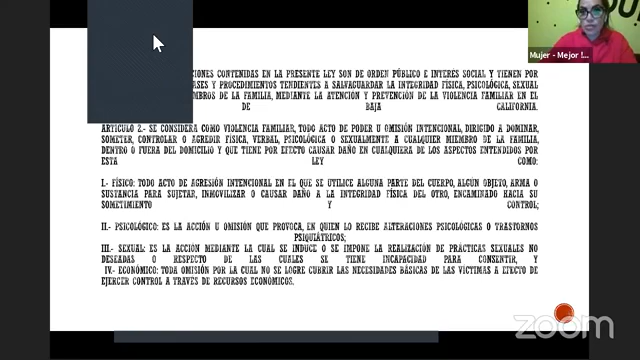 Mujer - Mejor !...
CIONES CONTENIDAS EN LA PRESENTE LEY SON DE ORDEN PÚBLICO E INTERÉS SOCIAL Y TIENEN POR
ASES Y PROCEDIMIENTOS TENDIENTES A SALVAGUARDAR LA INTEGRIDAD FÍSICA, PSICOLÓGICA, SEXUAL
MBROS DE LA FAMILIA, MEDIANTE LA ATENCIÓN Y PREVENCIÓN DE LA VIOLENCIA FAMILIAR EN EL
DE BAJA CALIFORNIA.
ARTÍCULO 2.- SE CONSIDERA COMO VIOLENCIA FAMILIAR, TODO ACTO DE PODER U OMISIÓN INTENCIONAL, DIRIGIDO A DOMINAR,
SOMETER, CONTROLAR O AGREDIR FÍSICA, VERBAL, PSICOLÓGICA O SEXUALMENTE A CUALQUIER MIEMBRO DE LA FAMILIA,
DENTRO O FUERA DEL DOMICILIO Y QUE TIENE POR EFECTO CAUSAR DAÑO EN CUALQUIERA DE LOS ASPECTOS ENTENDIDOS POR
ESTA LEY COMO:
I.- FÍSICO: TODO ACTO DE AGRESIÓN INTENCIONAL EN EL QUE SE UTILICE ALGUNA PARTE DEL CUERPO, ALGÚN OBJETO, ARMA O
SUSTANCIA PARA SUJETAR, INMOVILIZAR O CAUSAR DAÑO A LA INTEGRIDAD FÍSICA DEL OTRO, ENCAMINADO HACIA SU
SOMETIMIENTO Y CONTROL;
II.- PSICOLÓGICO: ES LA ACCIÓN U OMISIÓN QUE PROVOCA, EN QUIEN LO RECIBE ALTERACIONES PSICOLÓGICAS O TRASTORNOS
PSIQUIÁTRICOS;
III.- SEXUAL: ES LA ACCIÓN MEDIANTE LA CUAL SE INDUCE O SE IMPONE LA REALIZACIÓN DE PRÁCTICAS SEXUALES NO
DESEADAS O RESPECTO DE LAS CUALES SE TIENE INCAPACIDAD PARA CONSENTIR, Y
IV.- ECONÓMICO: TODA OMISIÓN POR LA CUAL NO SE LOGRE CUBRIR LAS NECESIDADES BÁSICAS DE LAS VÍCTIMAS A EFECTO DE
EJERCER CONTROL A TRAVÉS DE RECURSOS ECONÓMICOS.
zoom